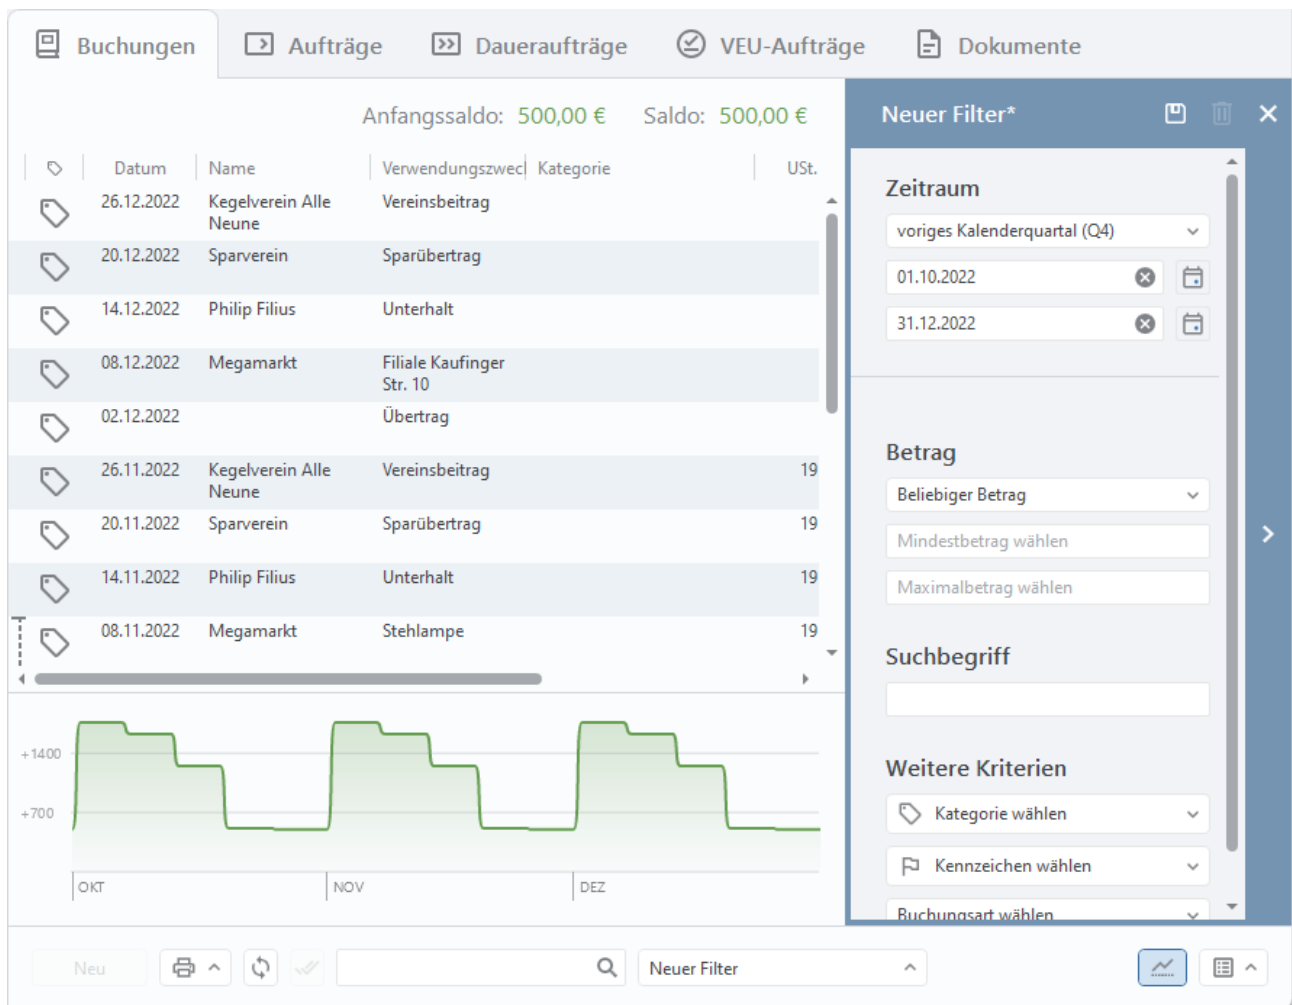 Buchungen Aufträge Daueraufträge VEU-Aufträge Dokumente
Anfangssaldo: 500,00 € Saldo: 500,00 €
Datum Name Verwendungszwecl Kategorie USt.
26.12.2022 Kegelverein Alle Neune Vereinsbeitrag
20.12.2022 Sparverein Sparübertrag
14.12.2022 Philip Filius Unterhalt
08.12.2022 Megamarkt Filiale Kaufinger Str. 10
02.12.2022 Übertrag
26.11.2022 Kegelverein Alle Neune Vereinsbeitrag 19
20.11.2022 Sparverein Sparübertrag 19
14.11.2022 Philip Filius Unterhalt 19
08.11.2022 Megamarkt Stehlampe 19
+1400
+700
OKT NOV DEZ
Neuer Filter*
Zeitraum
voriges Kalenderquartal (Q4)
01.10.2022
31.12.2022
Betrag
Beliebiger Betrag
Mindestbetrag wählen
Maximalbetrag wählen
Suchbegriff
Weitere Kriterien
Kategorie wählen
Kennzeichen wählen
Buchungsart wählen
Neu Neuer Filter